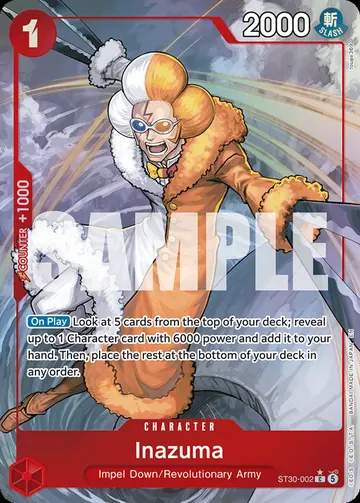 1
2000
斬
SLASH
COUNTER +1000
SAMPLE
On Play Look at 5 cards from the top of your deck; reveal
up to 1 Character card with 6000 power and add it to your
hand. Then, place the rest at the bottom of your deck in
any order.
CHARACTER
Inazuma
Impel Down/Revolutionary Army
ST30-002 C 5